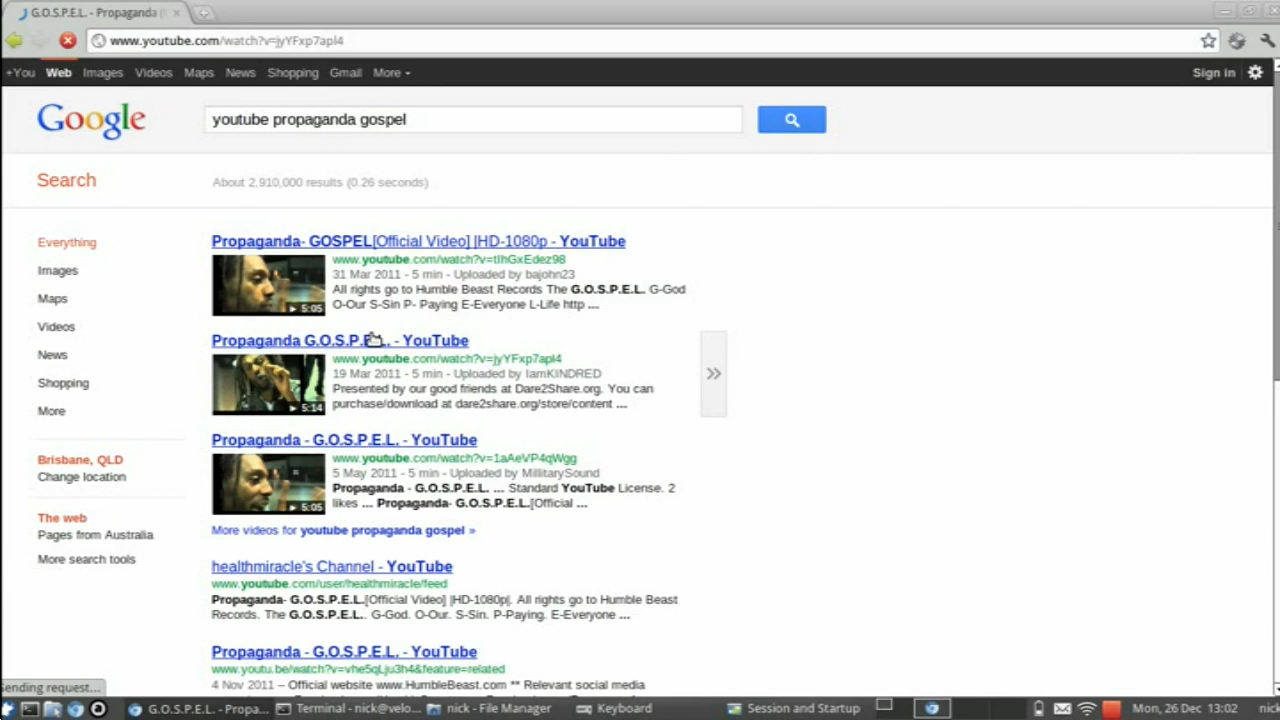 G.O.S.P.E.L. - Propaganda (
www.youtube.com/watch?v=jyYFxp7apl4
+You Web Images Videos Maps News Shopping Gmail More Sign in
Google
youtube propaganda gospel
Search
About 2,910,000 results (0.26 seconds)
Everything
Images
Maps
Videos
News
Shopping
More
Brisbane, QLD
Change location
The web
Pages from Australia
More search tools
Propaganda- GOSPEL[Official Video] |HD-1080p - YouTube
www.youtube.com/watch?v=tIhGxEdez98
31 Mar 2011 - 5 min - Uploaded by bajohn23
All rights go to Humble Beast Records The G.O.S.P.E.L. G-God
O-Our S-Sin P- Paying E-Everyone L-Life http ...
5:05
Propaganda G.O.S.P.E.L. - YouTube
www.youtube.com/watch?v=jyYFxp7apl4
19 Mar 2011 - 5 min - Uploaded by IamKINDRED
Presented by our good friends at Dare2Share.org. You can
purchase/download at dare2share.org/store/content ...
5:14
Propaganda - G.O.S.P.E.L. - YouTube
www.youtube.com/watch?v=1aAeVP4qWgg
5 May 2011 - 5 min - Uploaded by MillitarySound
Propaganda - G.O.S.P.E.L. ... Standard YouTube License. 2
likes ... Propaganda- G.O.S.P.E.L.[Official ...
5:05
More videos for youtube propaganda gospel »
healthmiracle's Channel - YouTube
www.youtube.com/user/healthmiracle/feed
Propaganda- G.O.S.P.E.L.[Official Video] |HD-1080p|. All rights go to Humble Beast
Records. The G.O.S.P.E.L. G-God. O-Our. S-Sin. P-Paying. E-Everyone ...
Propaganda - G.O.S.P.E.L. - YouTube
www.youtu.be/watch?v=vhe5qLju3h4&feature=related
4 Nov 2011 – Official website www.HumbleBeast.com ** Relevant social media
Sending request...
G.O.S.P.E.L. - Propa... Terminal - nick@velo... nick - File Manager Keyboard Session and Startup Mon, 26 Dec 13:02 nick